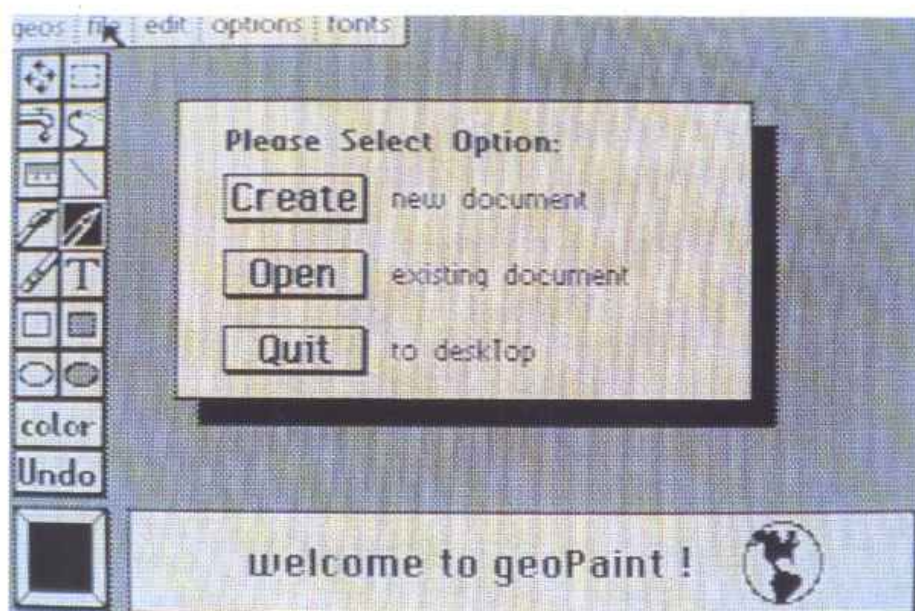 geos file edit options fonts
Please Select Option:
Create new document
Open existing document
Quit to deskTop
T
color
Undo
welcome to geoPaint !